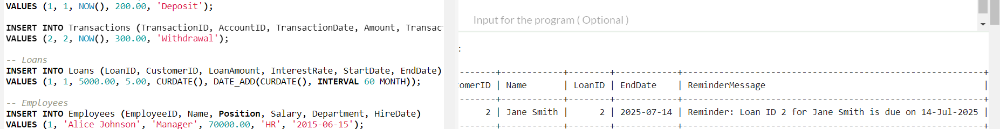 VALUES (1, 1, NOW(), 200.00, 'Deposit');
INSERT INTO Transactions (TransactionID, AccountID, TransactionDate, Amount, Transac
VALUES (2, 2, NOW(), 300.00, 'Withdrawal');
-- Loans
INSERT INTO Loans (LoanID, CustomerID, LoanAmount, InterestRate, StartDate, EndDate)
VALUES (1, 1, 5000.00, 5.00, CURDATE(), DATE_ADD(CURDATE(), INTERVAL 60 MONTH));
-- Employees
INSERT INTO Employees (EmployeeID, Name, Position, Salary, Department, HireDate)
VALUES (1, 'Alice Johnson', 'Manager', 70000.00, 'HR', '2015-06-15');
Input for the program ( Optional )
:
-------+------------+--------+------------+---------------------------------------------------------+
omerID | Name       | LoanID | EndDate    | ReminderMessage                                         |
-------+------------+--------+------------+---------------------------------------------------------+
     2 | Jane Smith |      2 | 2025-07-14 | Reminder: Loan ID 2 for Jane Smith is due on 14-Jul-2025 |
-------+------------+--------+------------+---------------------------------------------------------+